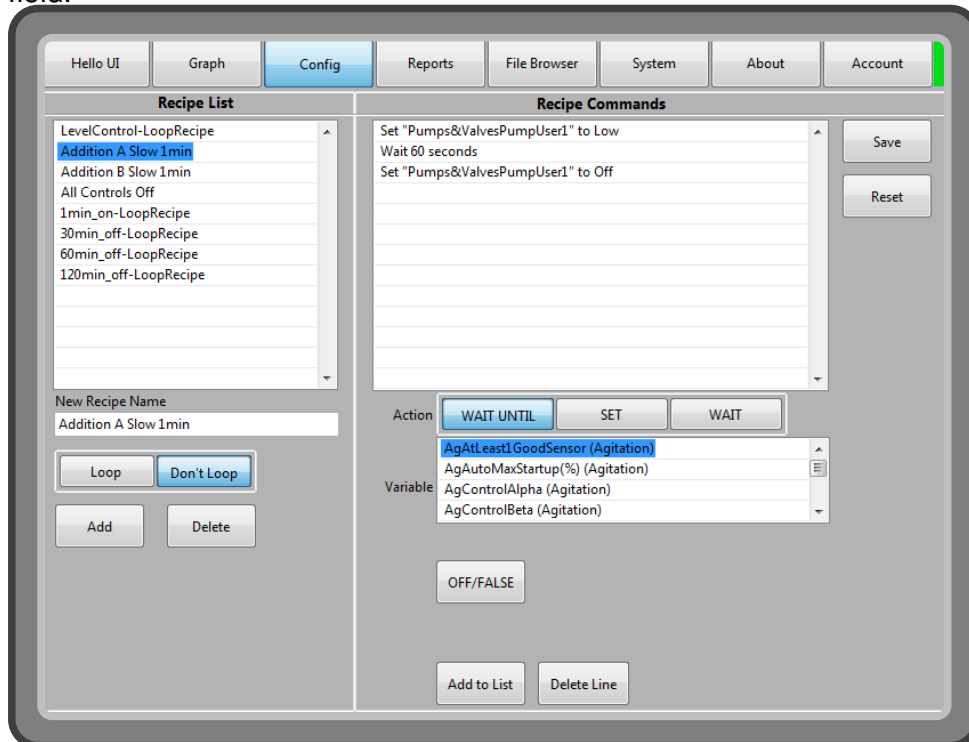 field.
Hello UI Graph Config Reports File Browser System About Account
Recipe List
LevelControl-LoopRecipe
Addition A Slow 1min
Addition B Slow 1min
All Controls Off
1min_on-LoopRecipe
30min_off-LoopRecipe
60min_off-LoopRecipe
120min_off-LoopRecipe
New Recipe Name
Addition A Slow 1min
Loop Don't Loop
Add Delete
Recipe Commands
Set "Pumps&ValvesPumpUser1" to Low
Wait 60 seconds
Set "Pumps&ValvesPumpUser1" to Off
Save
Reset
Action WAIT UNTIL SET WAIT
Variable
AgAtLeast1GoodSensor (Agitation)
AgAutoMaxStartup(%) (Agitation)
AgControlAlpha (Agitation)
AgControlBeta (Agitation)
OFF/FALSE
Add to List Delete Line